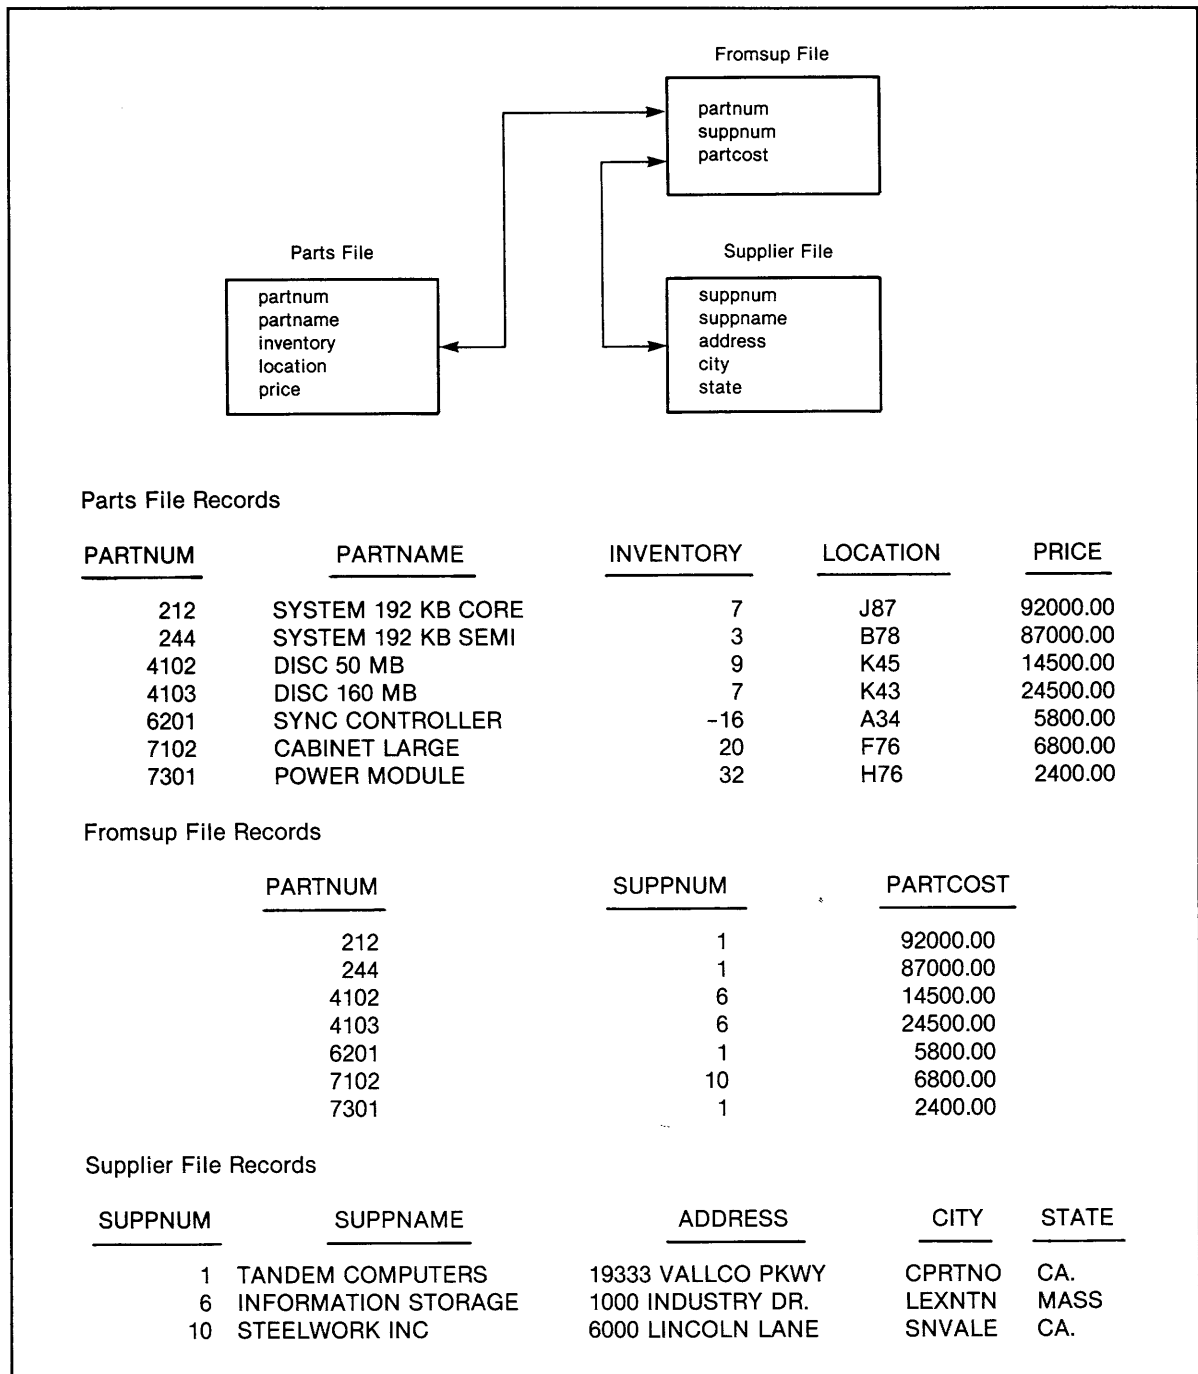 Fromsup File
partnum
suppnum
partcost
Parts File
partnum
partname
inventory
location
price
Supplier File
suppnum
suppname
address
city
state
Parts File Records
PARTNUM PARTNAME INVENTORY LOCATION PRICE
212 SYSTEM 192 KB CORE 7 J87 92000.00
244 SYSTEM 192 KB SEMI 3 B78 87000.00
4102 DISC 50 MB 9 K45 14500.00
4103 DISC 160 MB 7 K43 24500.00
6201 SYNC CONTROLLER -16 A34 5800.00
7102 CABINET LARGE 20 F76 6800.00
7301 POWER MODULE 32 H76 2400.00
Fromsup File Records
PARTNUM SUPPNUM PARTCOST
212 1 92000.00
244 1 87000.00
4102 6 14500.00
4103 6 24500.00
6201 1 5800.00
7102 10 6800.00
7301 1 2400.00
Supplier File Records
SUPPNUM SUPPNAME ADDRESS CITY STATE
1 TANDEM COMPUTERS 19333 VALLCO PKWY CPRTNO CA.
6 INFORMATION STORAGE 1000 INDUSTRY DR. LEXNTN MASS
10 STEELWORK INC 6000 LINCOLN LANE SNVALE CA.